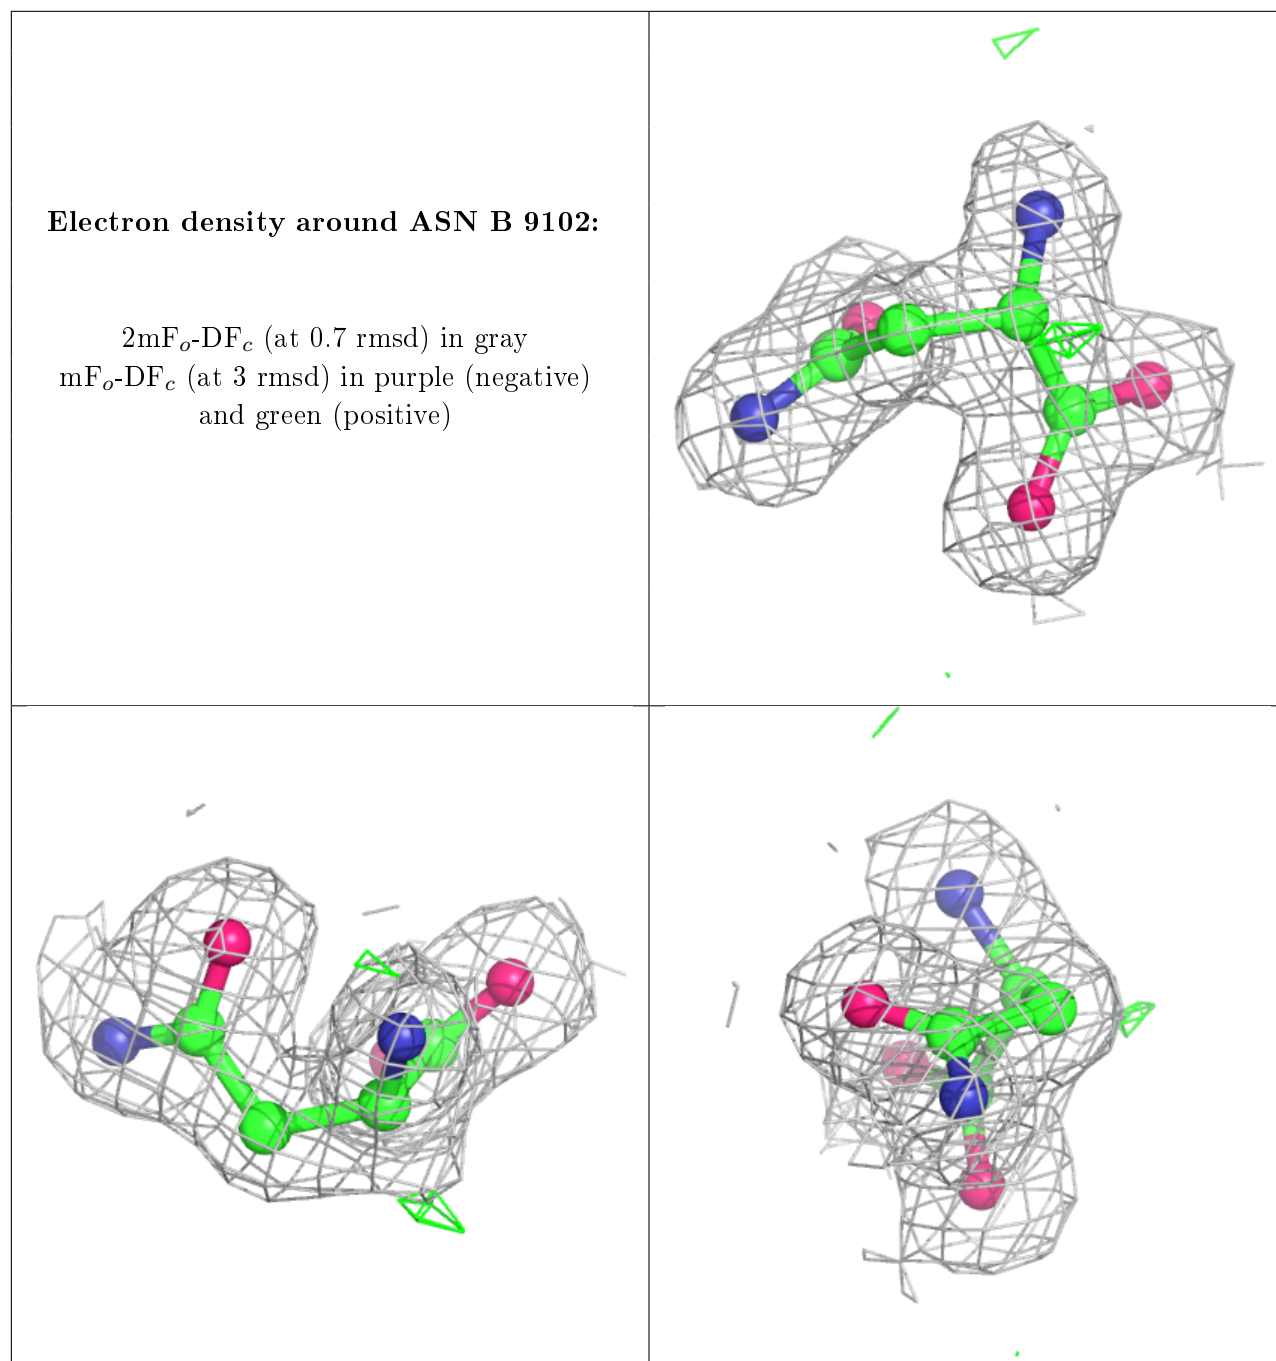 Electron density around ASN B 9102:
2mFₒ-DF𝒸 (at 0.7 rmsd) in gray
mFₒ-DF𝒸 (at 3 rmsd) in purple (negative)
and green (positive)